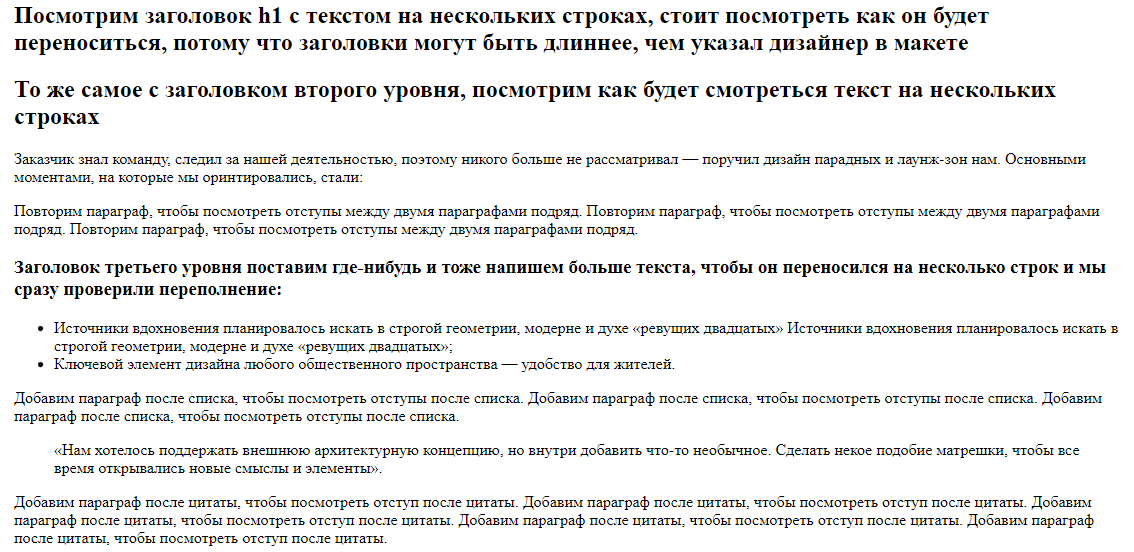 Посмотрим заголовок h1 с текстом на нескольких строках, стоит посмотреть как он будет
переноситься, потому что заголовки могут быть длиннее, чем указал дизайнер в макете
То же самое с заголовком второго уровня, посмотрим как будет смотреться текст на нескольких
строках
Заказчик знал команду, следил за нашей деятельностью, поэтому никого больше не рассматривал — поручил дизайн парадных и лаунж-зон нам. Основными
моментами, на которые мы оринтировались, стали:
Повторим параграф, чтобы посмотреть отступы между двумя параграфами подряд. Повторим параграф, чтобы посмотреть отступы между двумя параграфами
подряд. Повторим параграф, чтобы посмотреть отступы между двумя параграфами подряд.
Заголовок третьего уровня поставим где-нибудь и тоже напишем больше текста, чтобы он переносился на несколько строк и мы
сразу проверили переполнение:
• Источники вдохновения планировалось искать в строгой геометрии, модерне и духе «ревущих двадцатых» Источники вдохновения планировалось искать в
строгой геометрии, модерне и духе «ревущих двадцатых»;
• Ключевой элемент дизайна любого общественного пространства — удобство для жителей.
Добавим параграф после списка, чтобы посмотреть отступы после списка. Добавим параграф после списка, чтобы посмотреть отступы после списка. Добавим
параграф после списка, чтобы посмотреть отступы после списка.
«Нам хотелось поддержать внешнюю архитектурную концепцию, но внутри добавить что-то необычное. Сделать некое подобие матрешки, чтобы все
время открывались новые смыслы и элементы».
Добавим параграф после цитаты, чтобы посмотреть отступ после цитаты. Добавим параграф после цитаты, чтобы посмотреть отступ после цитаты. Добавим
параграф после цитаты, чтобы посмотреть отступ после цитаты. Добавим параграф после цитаты, чтобы посмотреть отступ после цитаты. Добавим параграф
после цитаты, чтобы посмотреть отступ после цитаты.